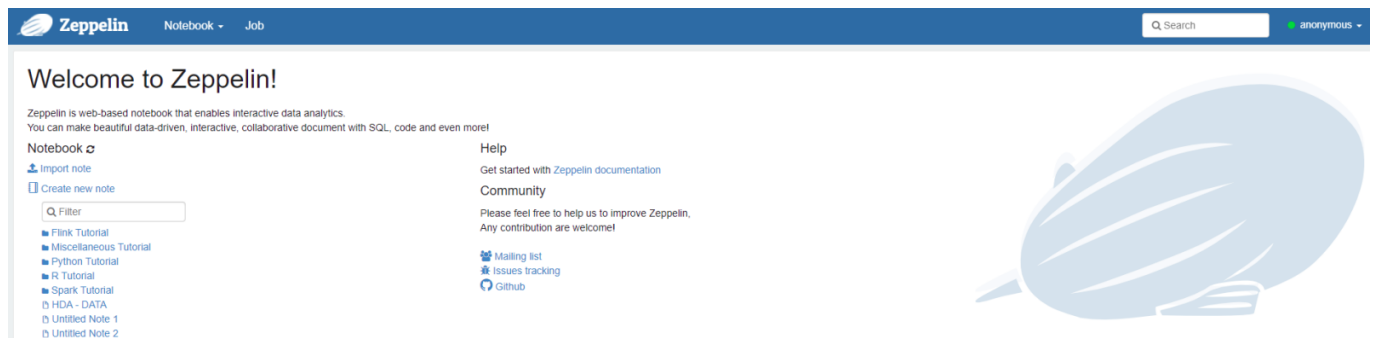 Zeppelin Notebook Job Search anonymous
Welcome to Zeppelin!
Zeppelin is web-based notebook that enables interactive data analytics.
You can make beautiful data-driven, interactive, collaborative document with SQL, code and even more!
Notebook
Import note
Create new note
Filter
Flink Tutorial
Miscellaneous Tutorial
Python Tutorial
R Tutorial
Spark Tutorial
HDA - DATA
Untitled Note 1
Untitled Note 2
Help
Get started with Zeppelin documentation
Community
Please feel free to help us to improve Zeppelin,
Any contribution are welcome!
Mailing list
Issues tracking
Github